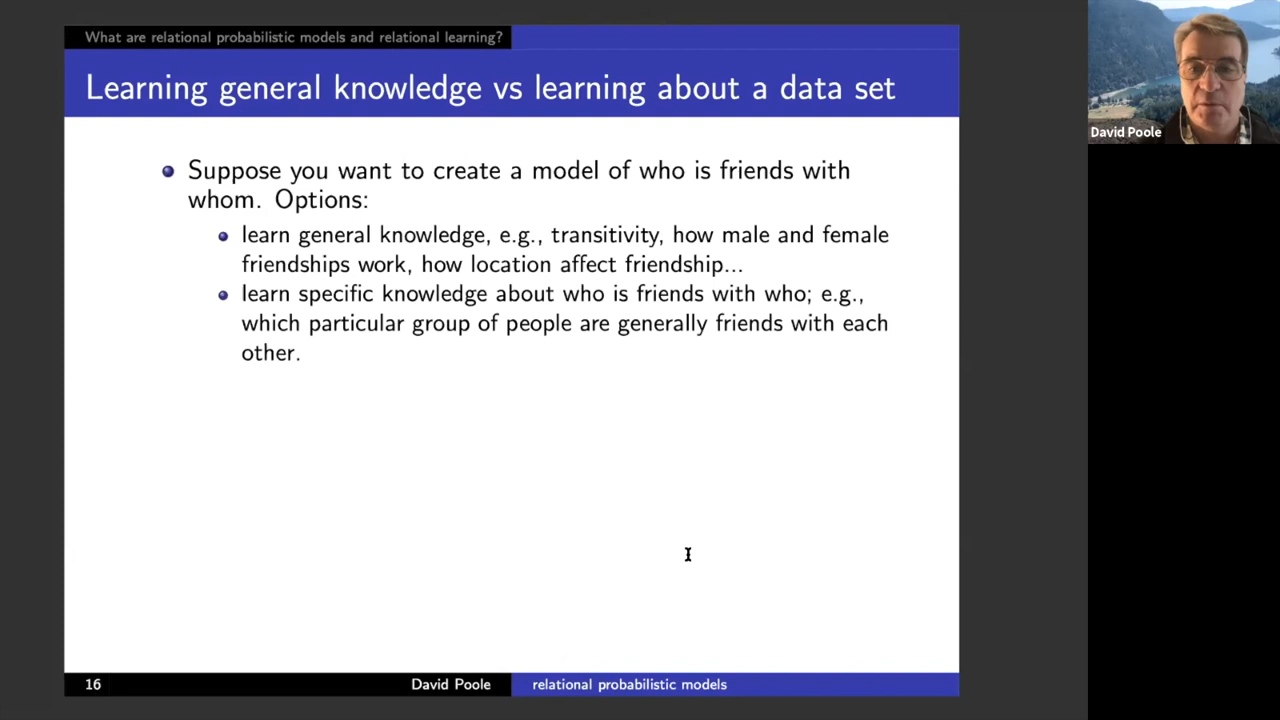 What are relational probabilistic models and relational learning?
Learning general knowledge vs learning about a data set
Suppose you want to create a model of who is friends with
whom. Options:
learn general knowledge, e.g., transitivity, how male and female
friendships work, how location affect friendship...
learn specific knowledge about who is friends with who; e.g.,
which particular group of people are generally friends with each
other.
16
David Poole
relational probabilistic models
David Poole